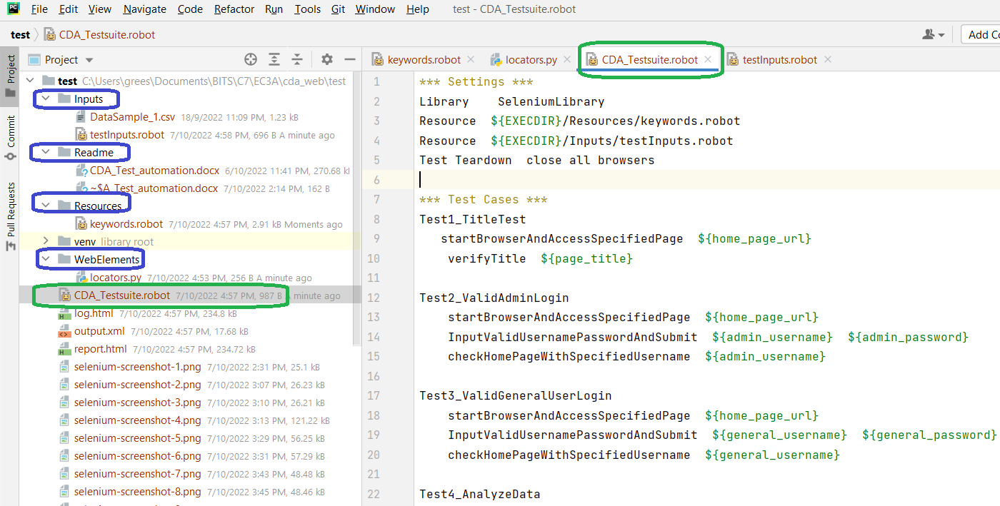 PC File Edit View Navigate Code Refactor Run Tools Git Window Help test - CDA_Testsuite.robot
test CDA_Testsuite.robot Add Co
Project
Commit
Pull Requests
Project
test C:\Users\grees\Documents\BITS\C7\EC3A\cda_web\test
Inputs
DataSample_1.csv 18/9/2022 11:09 PM, 1.23 kB
testInputs.robot 7/10/2022 4:58 PM, 696 B A minute ago
Readme
CDA_Test_automation.docx 6/10/2022 11:41 PM, 270.68 kB
~$A_Test_automation.docx 7/10/2022 2:14 PM, 162 B
Resources
keywords.robot 7/10/2022 4:57 PM, 2.91 kB Moments ago
venv library root
WebElements
locators.py 7/10/2022 4:53 PM, 256 B A minute ago
CDA_Testsuite.robot 7/10/2022 4:57 PM, 987 B A minute ago
log.html 7/10/2022 4:57 PM, 234.8 kB
output.xml 7/10/2022 4:57 PM, 17.68 kB
report.html 7/10/2022 4:57 PM, 234.72 kB
selenium-screenshot-1.png 7/10/2022 2:31 PM, 25.1 kB
selenium-screenshot-2.png 7/10/2022 3:07 PM, 26.23 kB
selenium-screenshot-3.png 7/10/2022 3:10 PM, 26.21 kB
selenium-screenshot-4.png 7/10/2022 3:13 PM, 121.22 kB
selenium-screenshot-5.png 7/10/2022 3:29 PM, 56.25 kB
selenium-screenshot-6.png 7/10/2022 3:31 PM, 57.29 kB
selenium-screenshot-7.png 7/10/2022 3:43 PM, 48.48 kB
selenium-screenshot-8.png 7/10/2022 3:45 PM, 48.46 kB
keywords.robot locators.py CDA_Testsuite.robot testInputs.robot
1 *** Settings ***
2 Library SeleniumLibrary
3 Resource ${EXECDIR}/Resources/keywords.robot
4 Resource ${EXECDIR}/Inputs/testInputs.robot
5 Test Teardown close all browsers
6
7 *** Test Cases ***
8 Test1_TitleTest
9 startBrowserAndAccessSpecifiedPage ${home_page_url}
10 verifyTitle ${page_title}
11
12 Test2_ValidAdminLogin
13 startBrowserAndAccessSpecifiedPage ${home_page_url}
14 InputValidUsernamePasswordAndSubmit ${admin_username} ${admin_password}
15 checkHomePageWithSpecifiedUsername ${admin_username}
16
17 Test3_ValidGeneralUserLogin
18 startBrowserAndAccessSpecifiedPage ${home_page_url}
19 InputValidUsernamePasswordAndSubmit ${general_username} ${general_password}
20 checkHomePageWithSpecifiedUsername ${general_username}
21
22 Test4_AnalyzeData